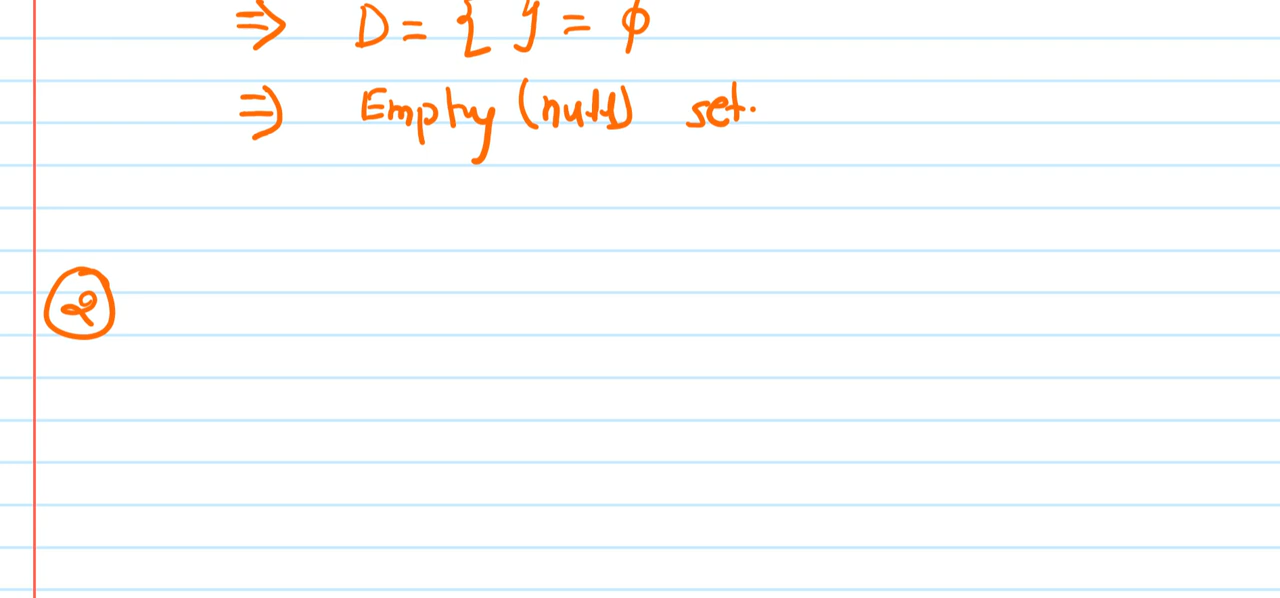 ⇒ D = { } = ϕ
⇒ Empty (null) set.
2